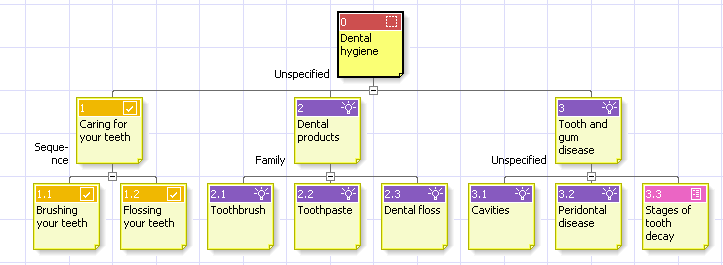 0
Dental
hygiene
Unspecified
1
Caring for
your teeth
2
Dental
products
3
Tooth and
gum
disease
Seque-
nce
Family
Unspecified
1.1
Brushing
your teeth
1.2
Flossing
your teeth
2.1
Toothbrush
2.2
Toothpaste
2.3
Dental floss
3.1
Cavities
3.2
Peridontal
disease
3.3
Stages of
tooth
decay